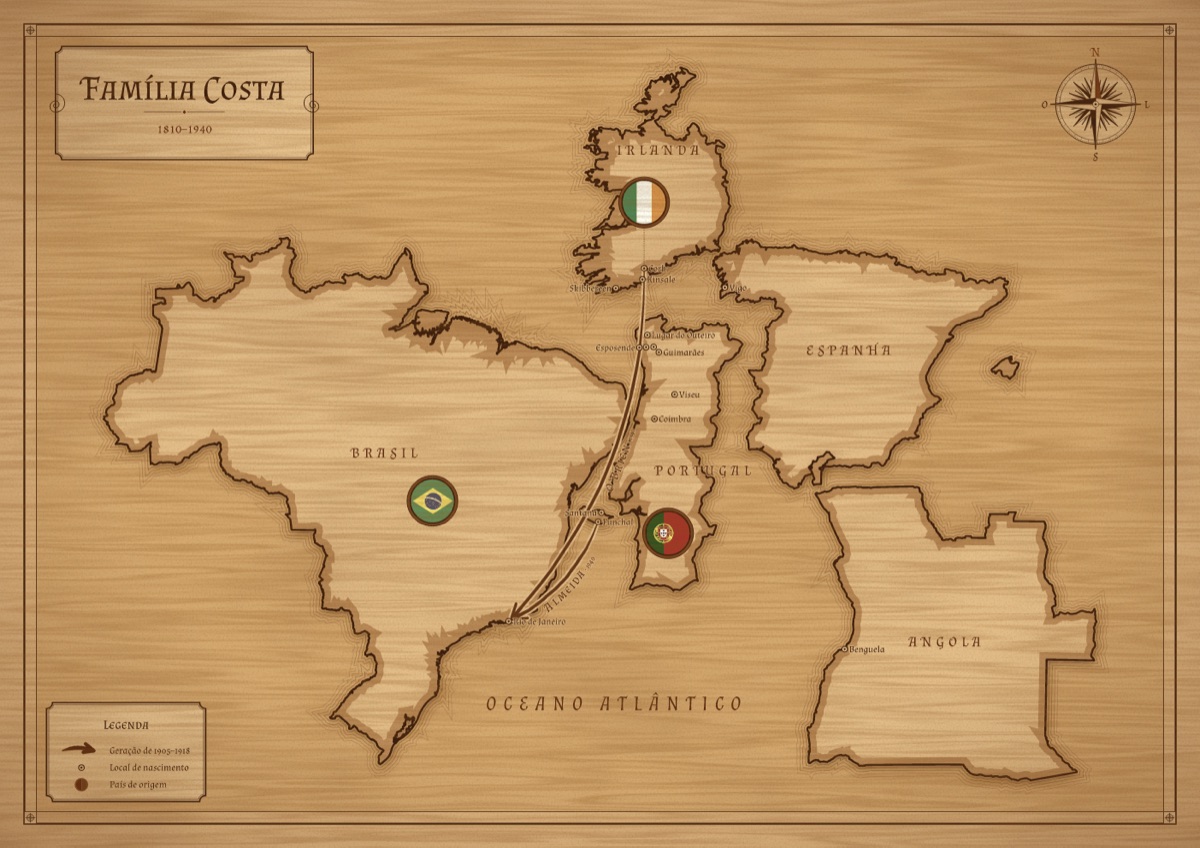 FAMÍLIA COSTA
1810–1940
N
O
L
S
IRLANDA
Cork
Kinsale
Skibbereen
Vigo
Lugar do Outeiro
Esposende
Guimarães
ESPANHA
Viseu
Coimbra
BRASIL
PORTUGAL
Santana
Funchal
ALMEIDA
Rio de Janeiro
ANGOLA
Benguela
OCEANO ATLÂNTICO
LEGENDA
Geração de 1905–1918
Local de nascimento
País de origem